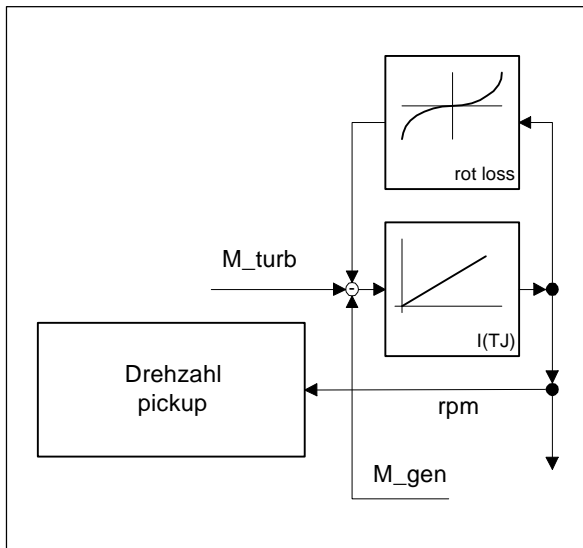 rot loss
M_turb
-
I(TJ)
Drehzahl
pickup
rpm
M_gen